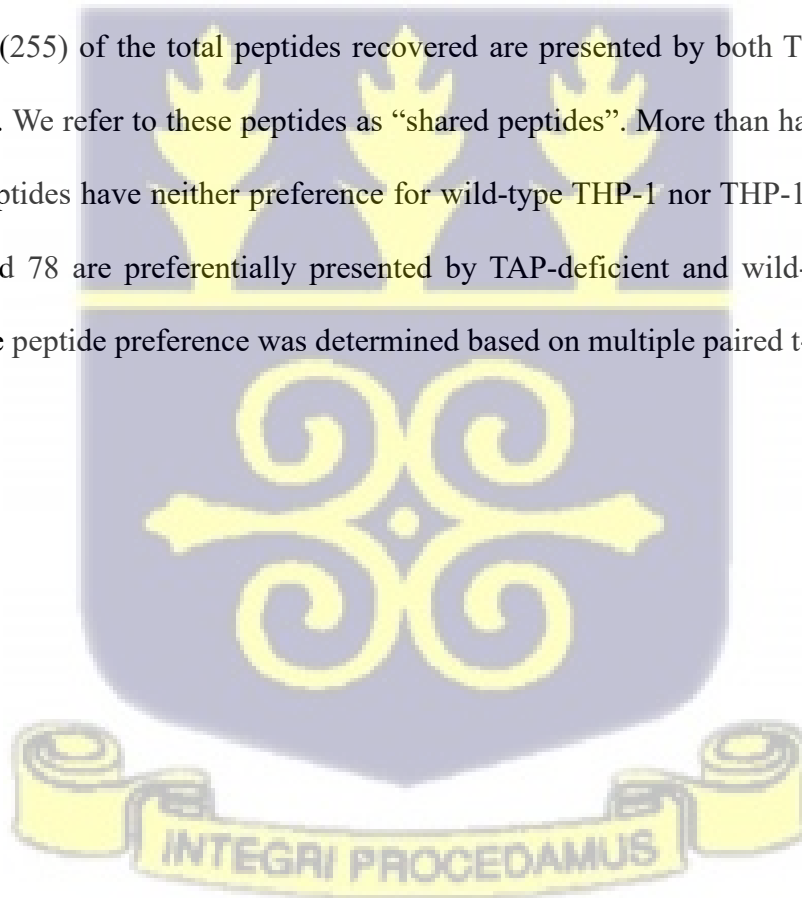 (255) of the total peptides recovered are presented by both T
. We refer to these peptides as “shared peptides”. More than ha
ptides have neither preference for wild-type THP-1 nor THP-1
d 78 are preferentially presented by TAP-deficient and wild-
e peptide preference was determined based on multiple paired t-
INTEGRI PROCEDAMUS